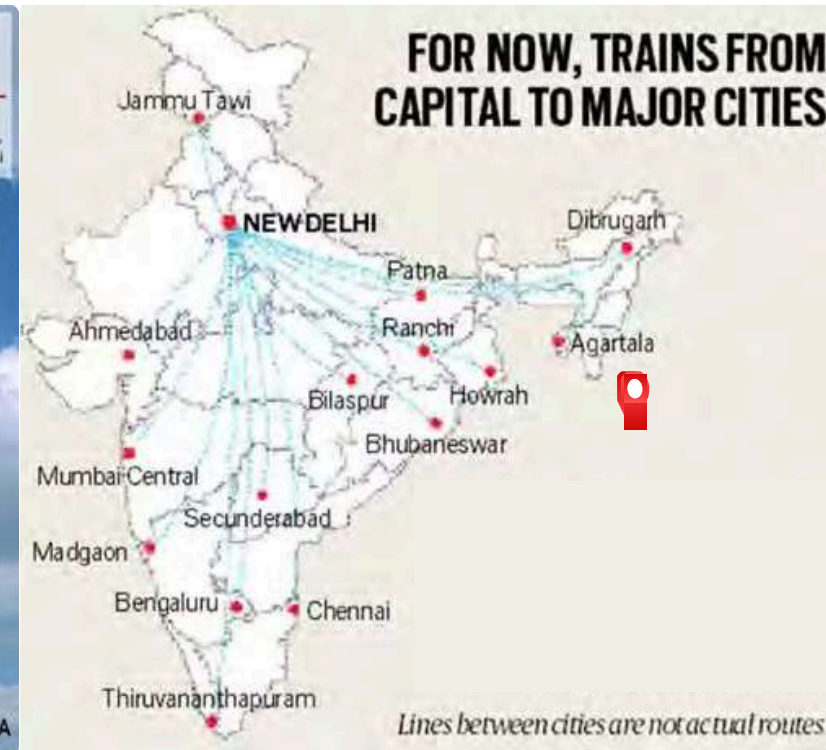 FOR NOW, TRAINS FROM
CAPITAL TO MAJOR CITIES
Jammu Tawi
NEW DELHI
Dibrugarh
Patna
Ahmedabad
Ranchi
Agartala
Bilaspur
Howrah
Bhubaneswar
Mumbai Central
Secunderabad
Madgaon
Bengaluru
Chennai
Thiruvananthapuram
Lines between cities are not actual routes
A